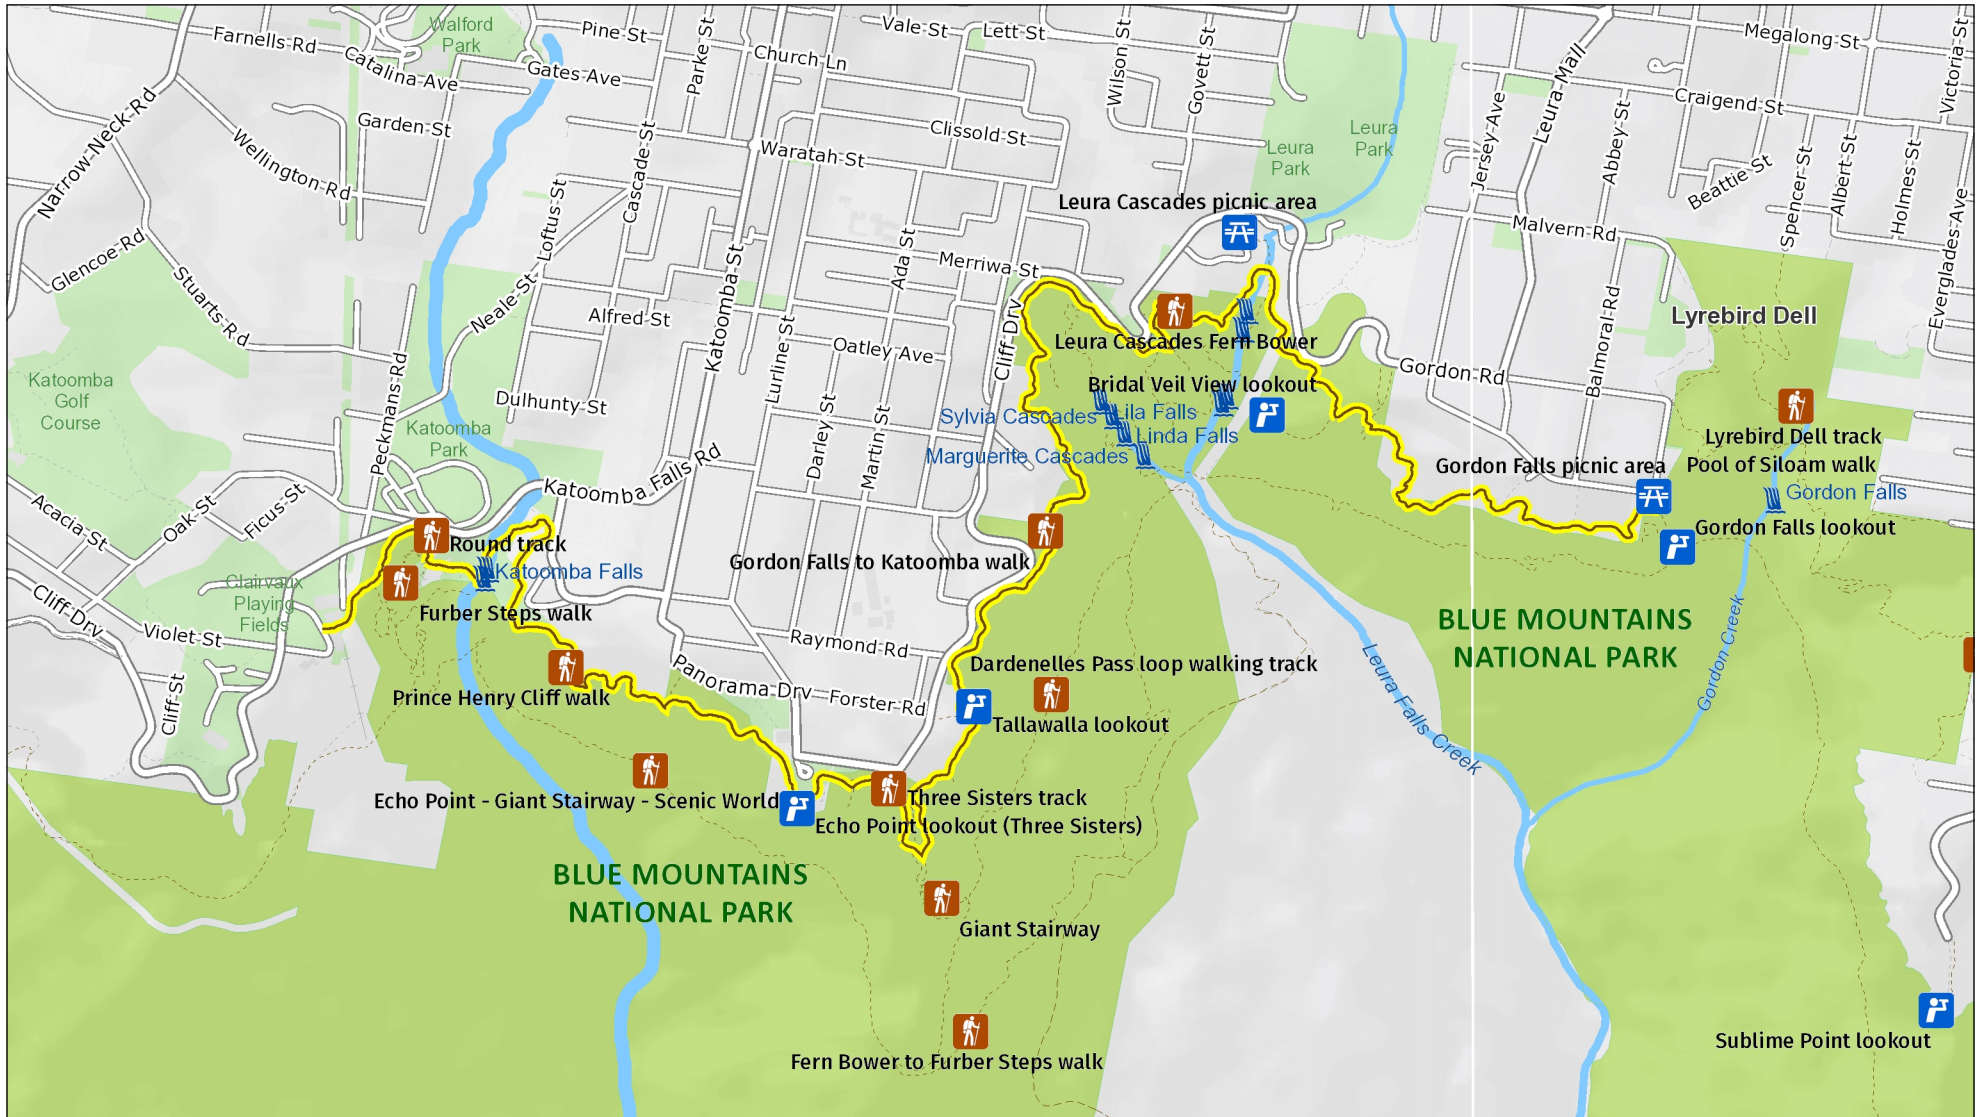 Walford
Park
Farnells Rd
Catalina Ave
Pine St
Gates Ave
Parke St
Church Ln
Vale St
Lett St
Wilson St
Govett St
Leura Mall
Megalong St
Victoria St
Narrow Neck Rd
Wellington Rd
Garden St
Cascade St
Waratah St
Clissold St
Leura
Park
Leura
Park
Jersey Ave
Abbey St
Craigend St
Beattie St
Spencer St
Albert St
Holmes St
Everglades Ave
Glencoe Rd
Stuarts Rd
Loftus St
Neale St
Katoomba St
Ada St
Merriwa St
Leura Cascades picnic area
Malvern Rd
Lyrebird Dell
Alfred St
Lurline St
Oatley Ave
Cliff Drv
Leura Cascades Fern Bower
Balmoral Rd
Gordon Rd
Katoomba
Golf
Course
Peckmans Rd
Dulhunty St
Katoomba
Park
Darley St
Martin St
Bridal Veil View lookout
Sylvia Cascades
Lila Falls
Linda Falls
Marguerite Cascades
Lyrebird Dell track
Pool of Siloam walk
Gordon Falls picnic area
Gordon Falls
Gordon Falls lookout
Acacia St
Oak St
Ficus St
Katoomba Falls Rd
Round track
Katoomba Falls
Furber Steps walk
Gordon Falls to Katoomba walk
Clairvaux
Playing
Fields
Cliff Drv
Violet St
Cliff St
Raymond Rd
Panorama Drv
Forster Rd
Prince Henry Cliff walk
Dardenelles Pass loop walking track
Tallawalla lookout
BLUE MOUNTAINS
NATIONAL PARK
Gordon Creek
Leura Falls Creek
Echo Point - Giant Stairway - Scenic World
Three Sisters track
Echo Point lookout (Three Sisters)
BLUE MOUNTAINS
NATIONAL PARK
Giant Stairway
Fern Bower to Furber Steps walk
Sublime Point lookout